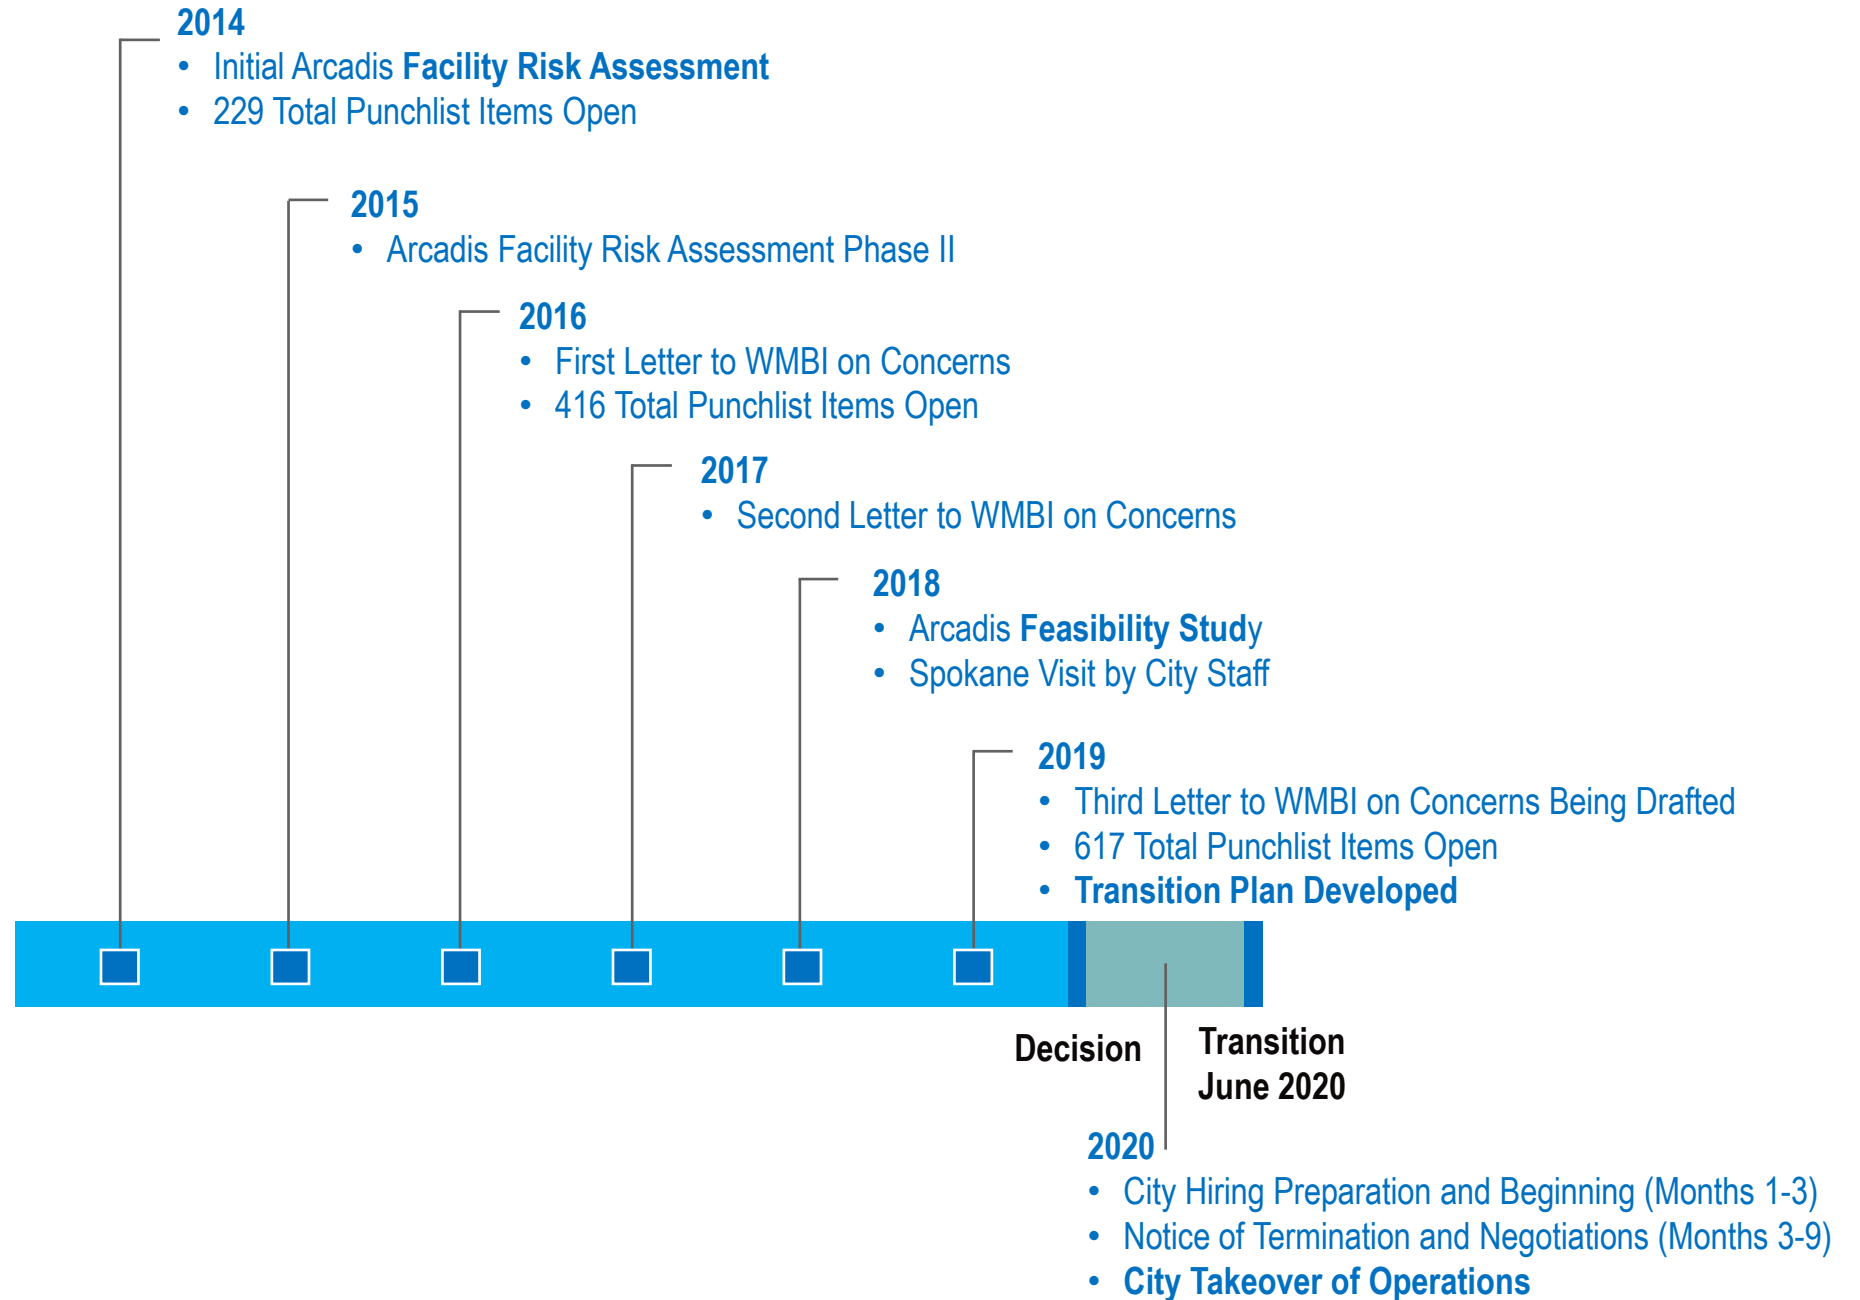 2014
• Initial Arcadis Facility Risk Assessment
• 229 Total Punchlist Items Open
2015
• Arcadis Facility Risk Assessment Phase II
2016
• First Letter to WMBI on Concerns
• 416 Total Punchlist Items Open
2017
• Second Letter to WMBI on Concerns
2018
• Arcadis Feasibility Study
• Spokane Visit by City Staff
2019
• Third Letter to WMBI on Concerns Being Drafted
• 617 Total Punchlist Items Open
• Transition Plan Developed
Decision
Transition
June 2020
2020
• City Hiring Preparation and Beginning (Months 1-3)
• Notice of Termination and Negotiations (Months 3-9)
• City Takeover of Operations